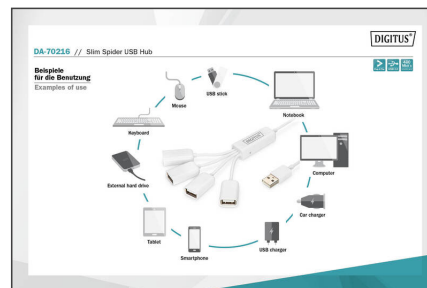 DIGITUS®
DA-70216 // Slim Spider USB Hub
Beispiele
für die Benutzung
Examples of use
Mouse
USB stick
Notebook
Keyboard
DIGITUS
Computer
External hard drive
Car charger
Tablet
USB charger
Smartphone